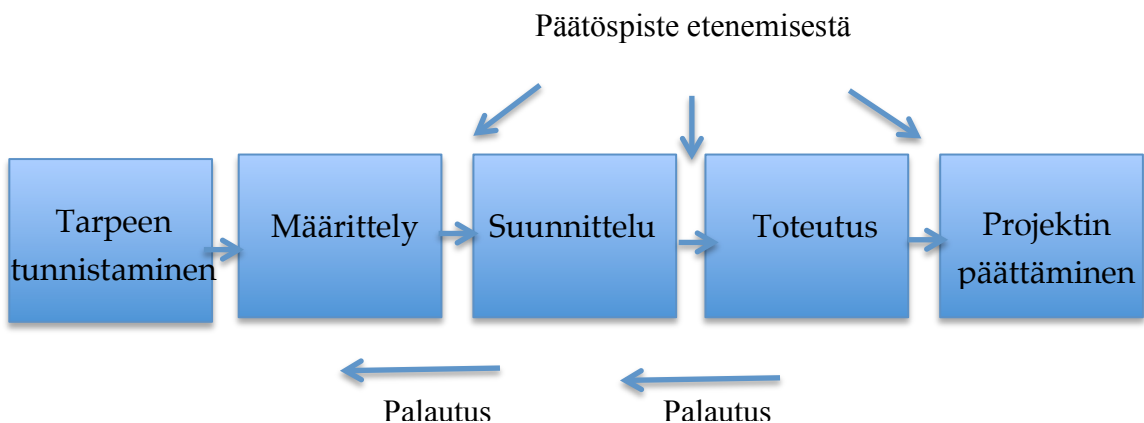 Päätöspiste etenemisestä
Tarpeen
tunnistaminen
Määrittely
Suunnittelu
Toteutus
Projektin
päättäminen
Palautus
Palautus